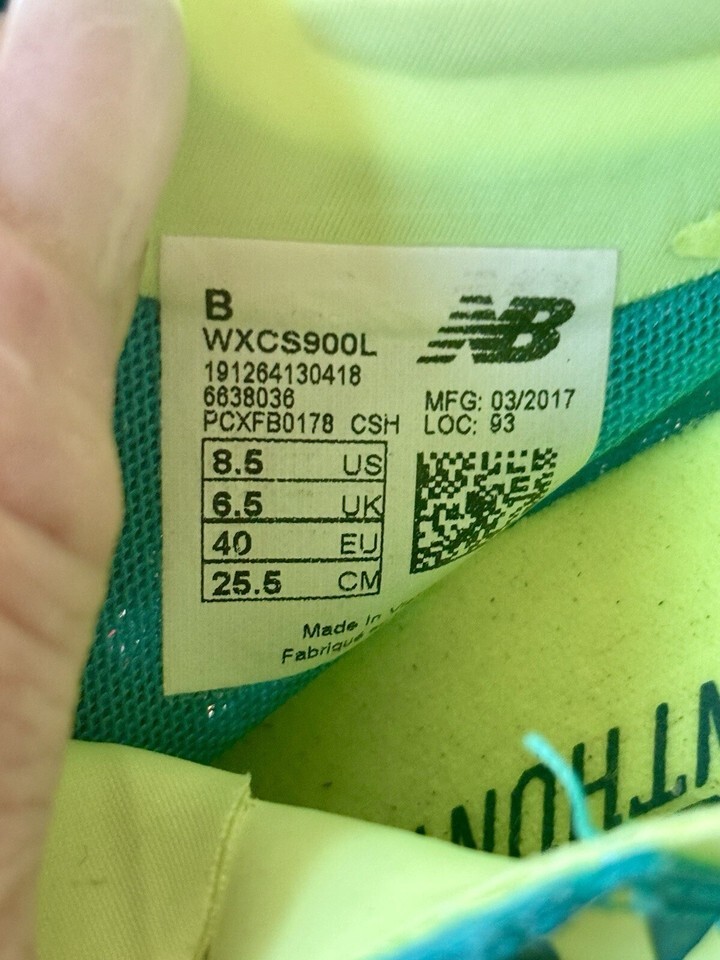 B
WXCS900L
191264130418
6638036
PCXFB0178 CSH
NB
MFG: 03/2017
LOC: 93
8.5 US
6.5 UK
40 EU
25.5 CM
Made in